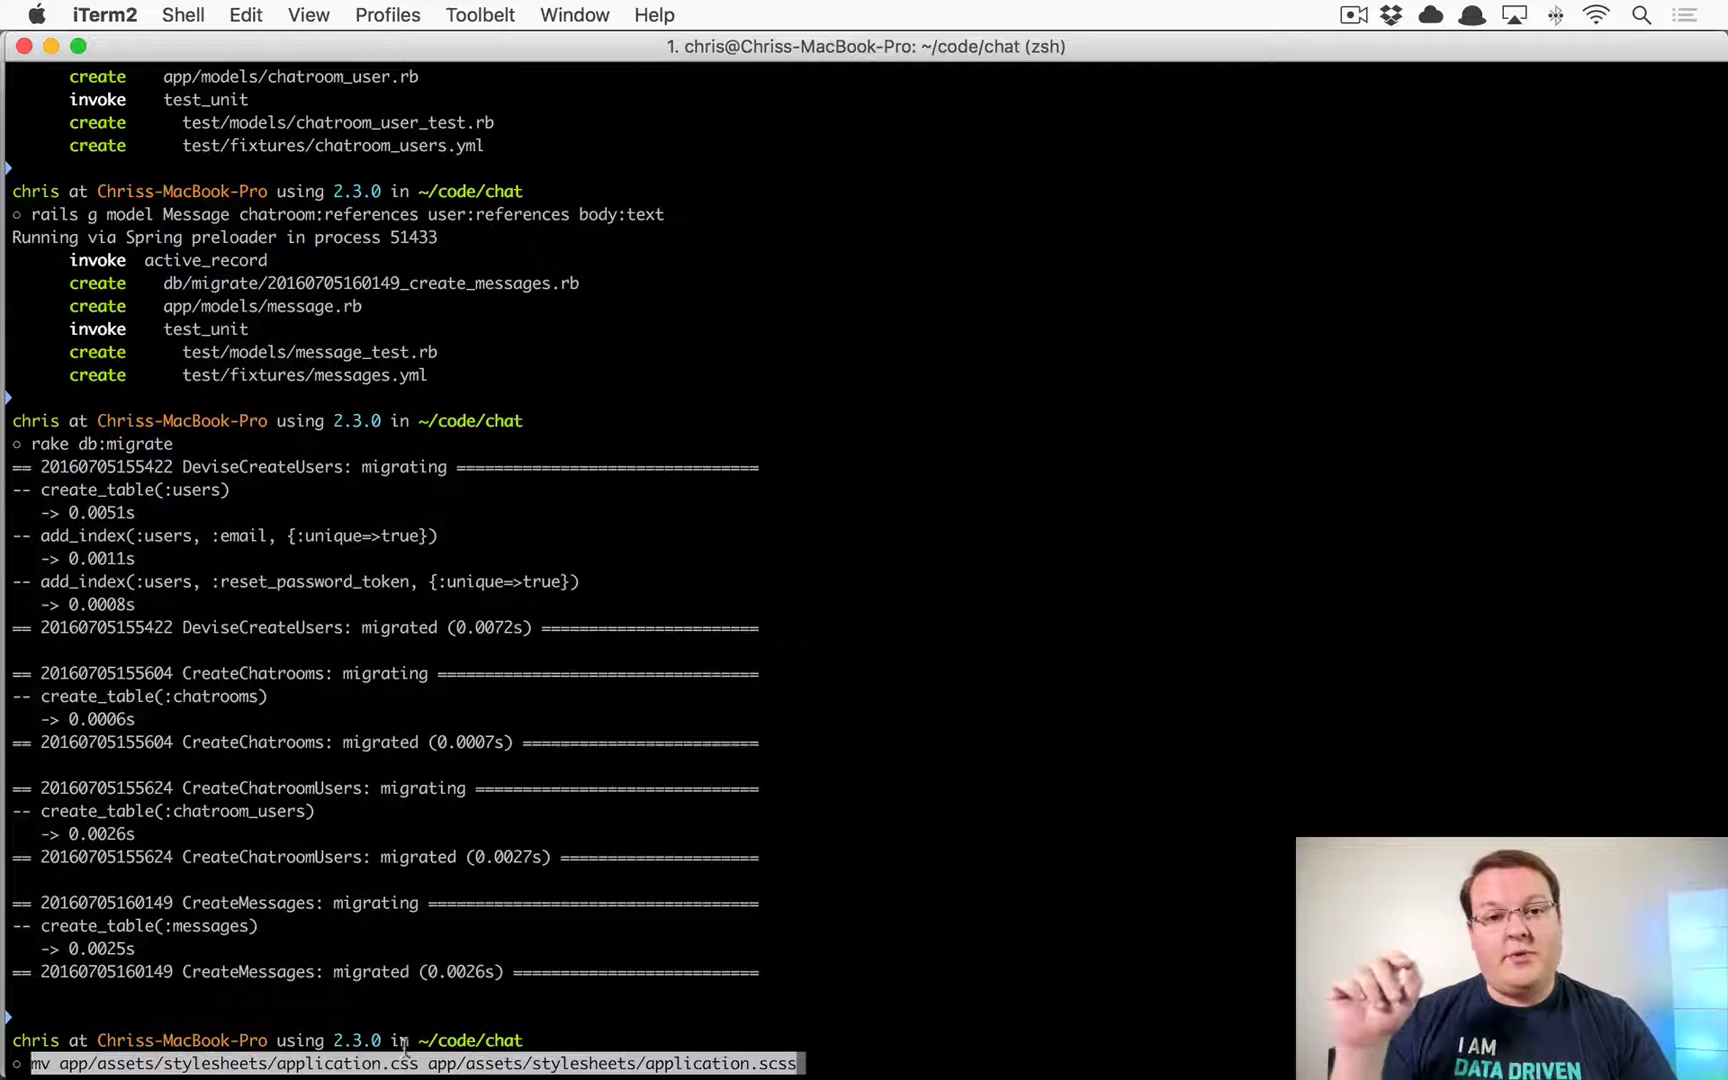 iTerm2 Shell Edit View Profiles Toolbelt Window Help
1. chris@Chriss-MacBook-Pro: ~/code/chat (zsh)
create app/models/chatroom_user.rb
invoke test_unit
create test/models/chatroom_user_test.rb
create test/fixtures/chatroom_users.yml
chris at Chriss-MacBook-Pro using 2.3.0 in ~/code/chat
○ rails g model Message chatroom:references user:references body:text
Running via Spring preloader in process 51433
invoke active_record
create db/migrate/20160705160149_create_messages.rb
create app/models/message.rb
invoke test_unit
create test/models/message_test.rb
create test/fixtures/messages.yml
chris at Chriss-MacBook-Pro using 2.3.0 in ~/code/chat
○ rake db:migrate
== 20160705155422 DeviseCreateUsers: migrating ================================
-- create_table(:users)
-> 0.0051s
-- add_index(:users, :email, {:unique=>true})
-> 0.0011s
-- add_index(:users, :reset_password_token, {:unique=>true})
-> 0.0008s
== 20160705155422 DeviseCreateUsers: migrated (0.0072s) =======================
== 20160705155604 CreateChatrooms: migrating ==================================
-- create_table(:chatrooms)
-> 0.0006s
== 20160705155604 CreateChatrooms: migrated (0.0007s) =========================
== 20160705155624 CreateChatroomUsers: migrating ==============================
-- create_table(:chatroom_users)
-> 0.0026s
== 20160705155624 CreateChatroomUsers: migrated (0.0027s) =====================
== 20160705160149 CreateMessages: migrating ===================================
-- create_table(:messages)
-> 0.0025s
== 20160705160149 CreateMessages: migrated (0.0026s) ==========================
chris at Chriss-MacBook-Pro using 2.3.0 in ~/code/chat
○ mv app/assets/stylesheets/application.css app/assets/stylesheets/application.scss
I AM
DATA DRIVEN